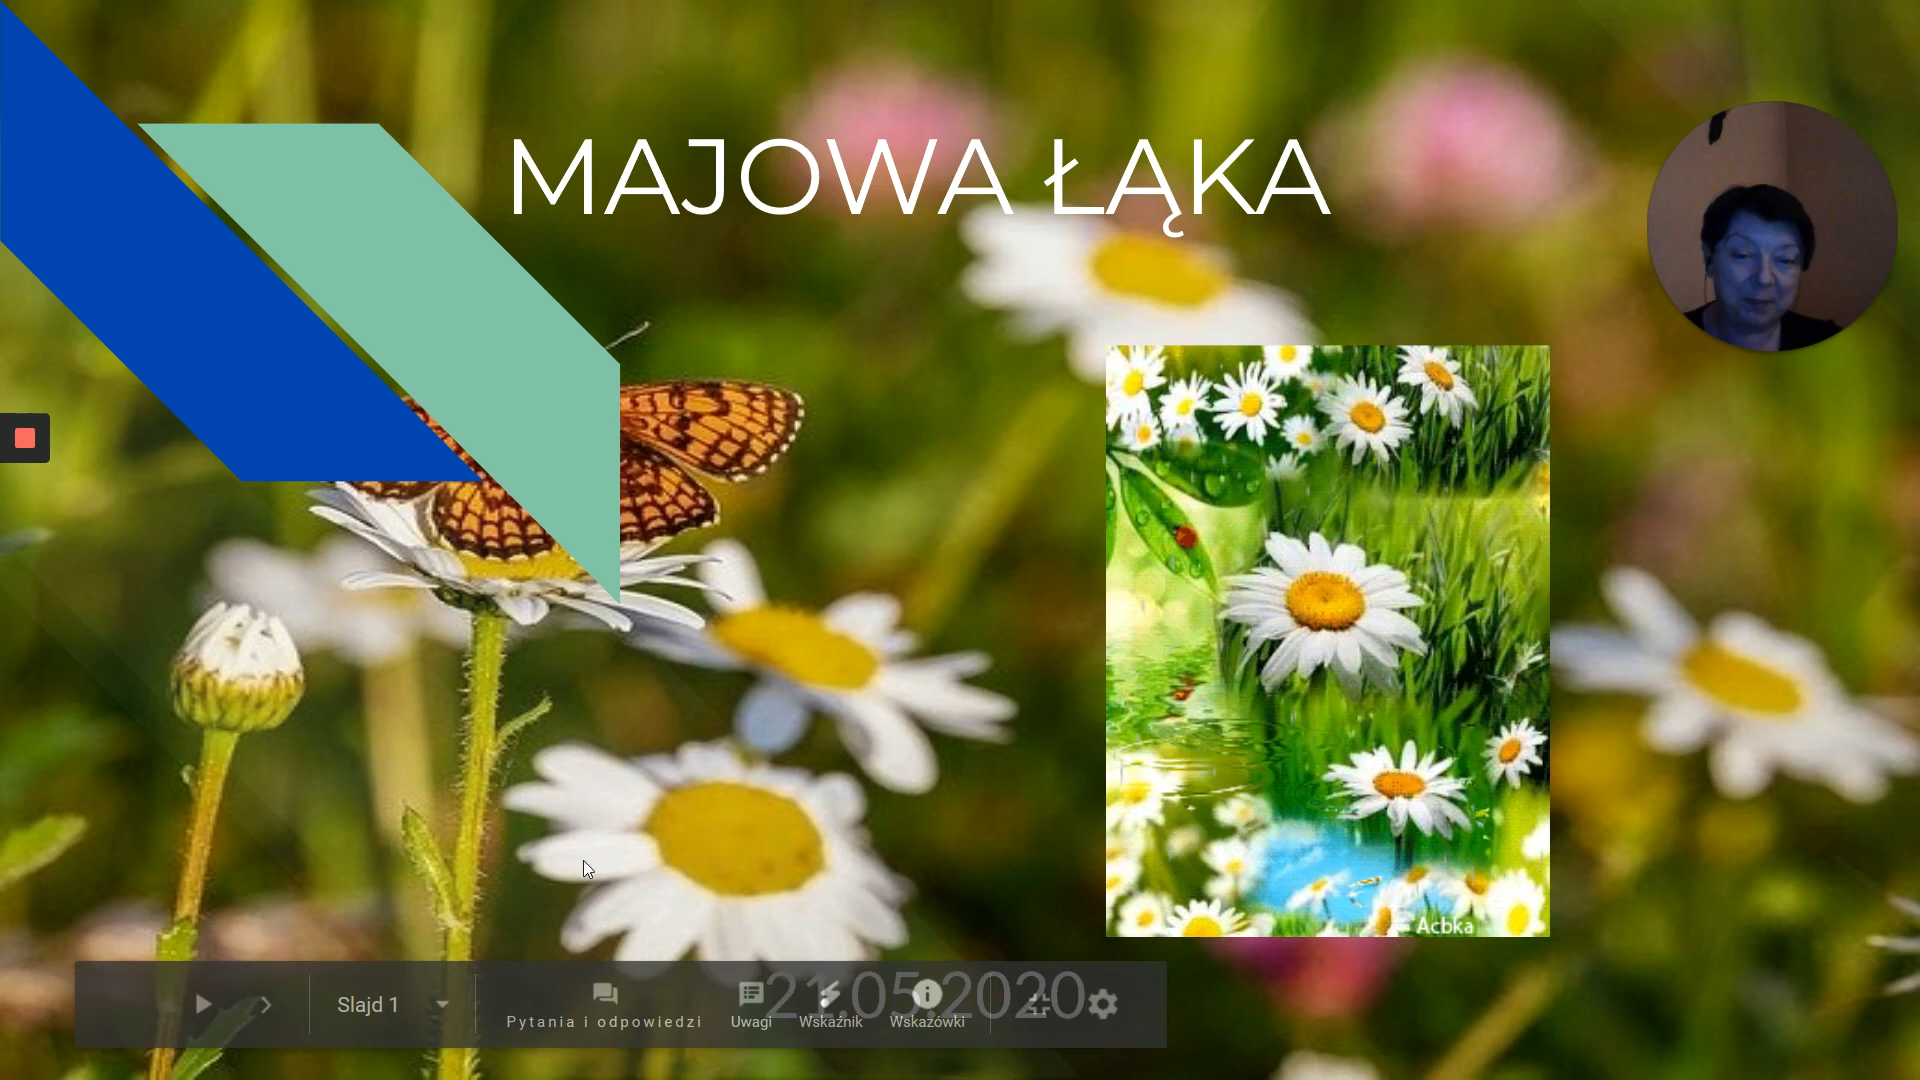 MAJOWA ŁĄKA
Acbka
21.05.2020
Slajd 1
Pytania i odpowiedzi
Uwagi
Wskaźnik
Wskazówki